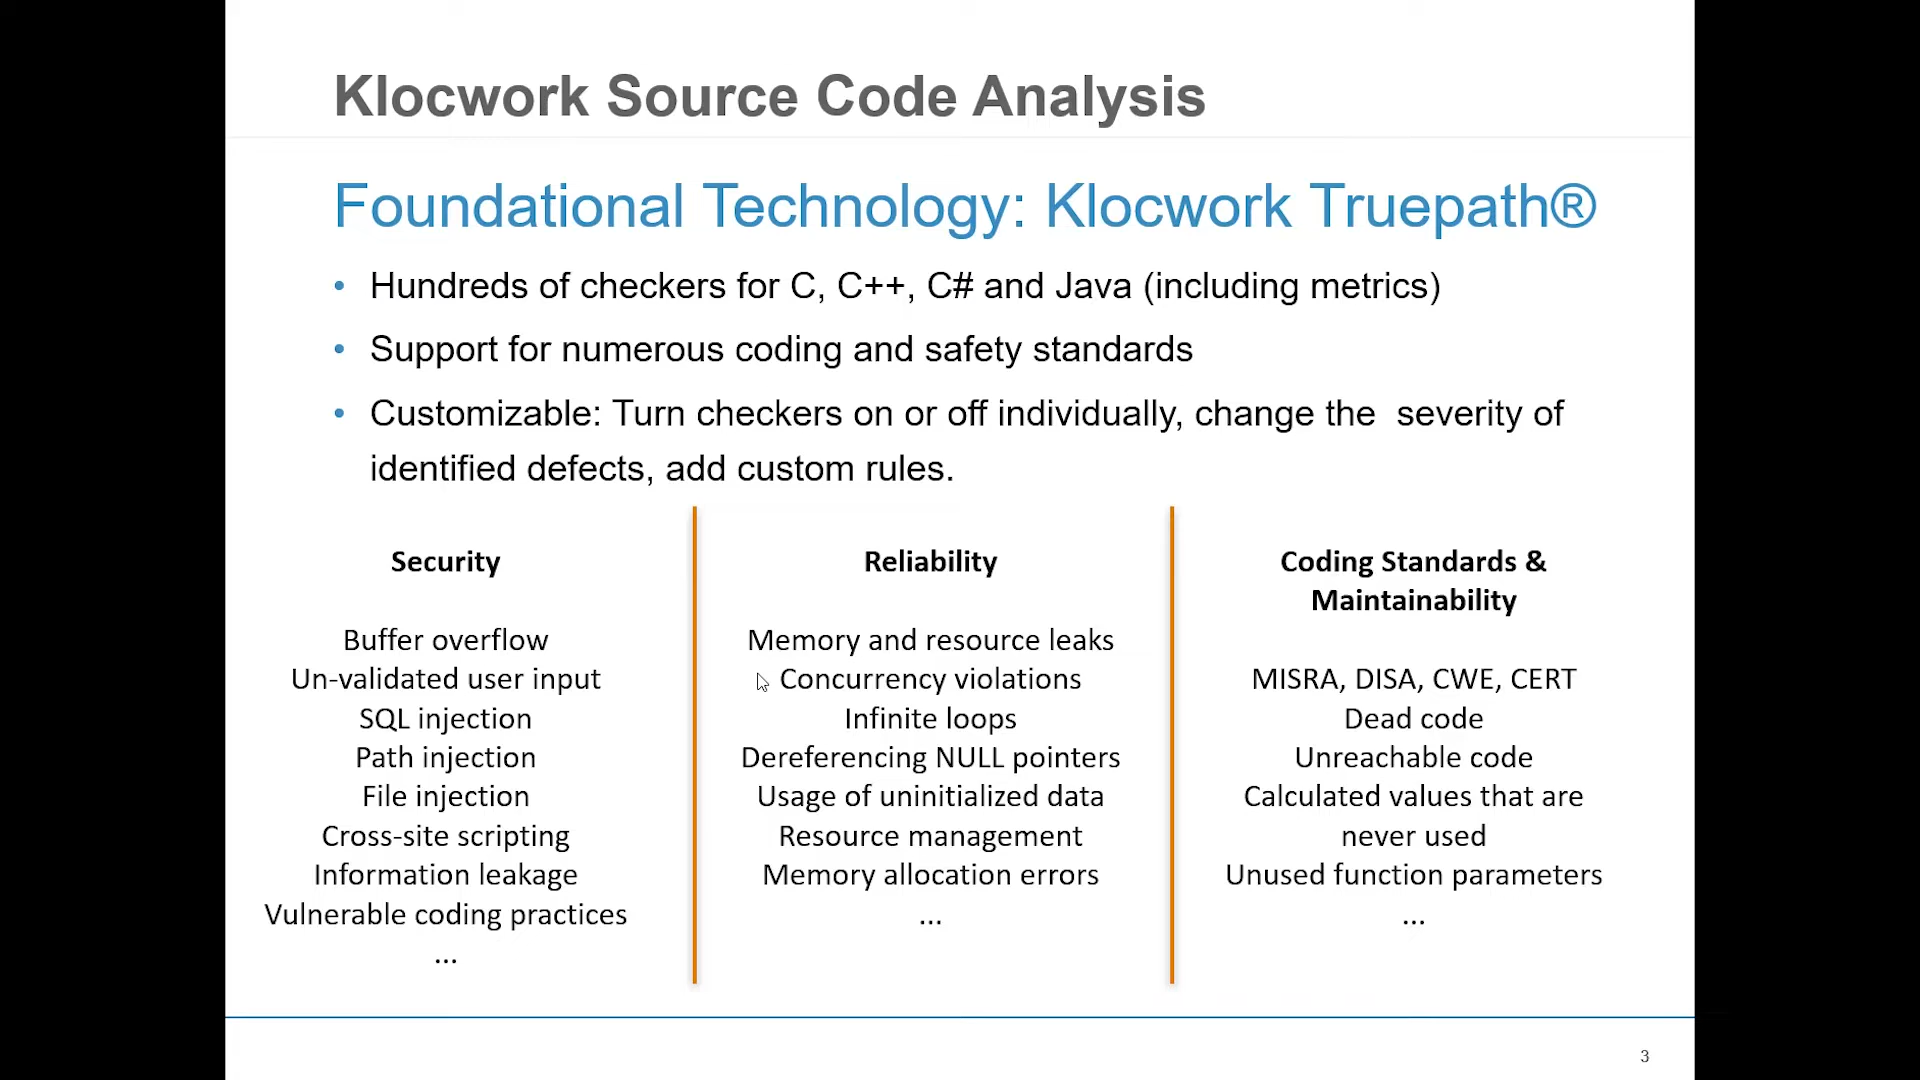 Klocwork Source Code Analysis
Foundational Technology: Klocwork Truepath®
• Hundreds of checkers for C, C++, C# and Java (including metrics)
• Support for numerous coding and safety standards
• Customizable: Turn checkers on or off individually, change the  severity of
identified defects, add custom rules.
Security
Buffer overflow
Un-validated user input
SQL injection
Path injection
File injection
Cross-site scripting
Information leakage
Vulnerable coding practices
...
Reliability
Memory and resource leaks
Concurrency violations
Infinite loops
Dereferencing NULL pointers
Usage of uninitialized data
Resource management
Memory allocation errors
...
Coding Standards &
Maintainability
MISRA, DISA, CWE, CERT
Dead code
Unreachable code
Calculated values that are
never used
Unused function parameters
...
3